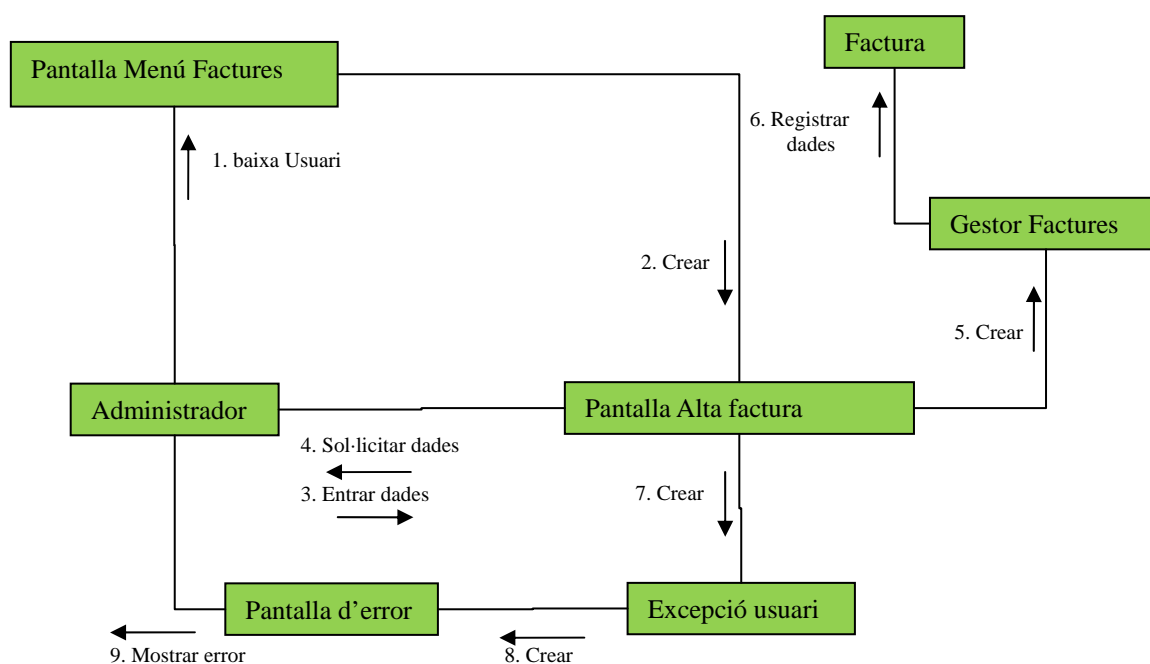 Factura
Pantalla Menú Factures
6. Registrar
dades
1. baixa Usuari
Gestor Factures
2. Crear
5. Crear
Administrador
Pantalla Alta factura
4. Sol·licitar dades
3. Entrar dades
7. Crear
Pantalla d’error
Excepció usuari
9. Mostrar error
8. Crear